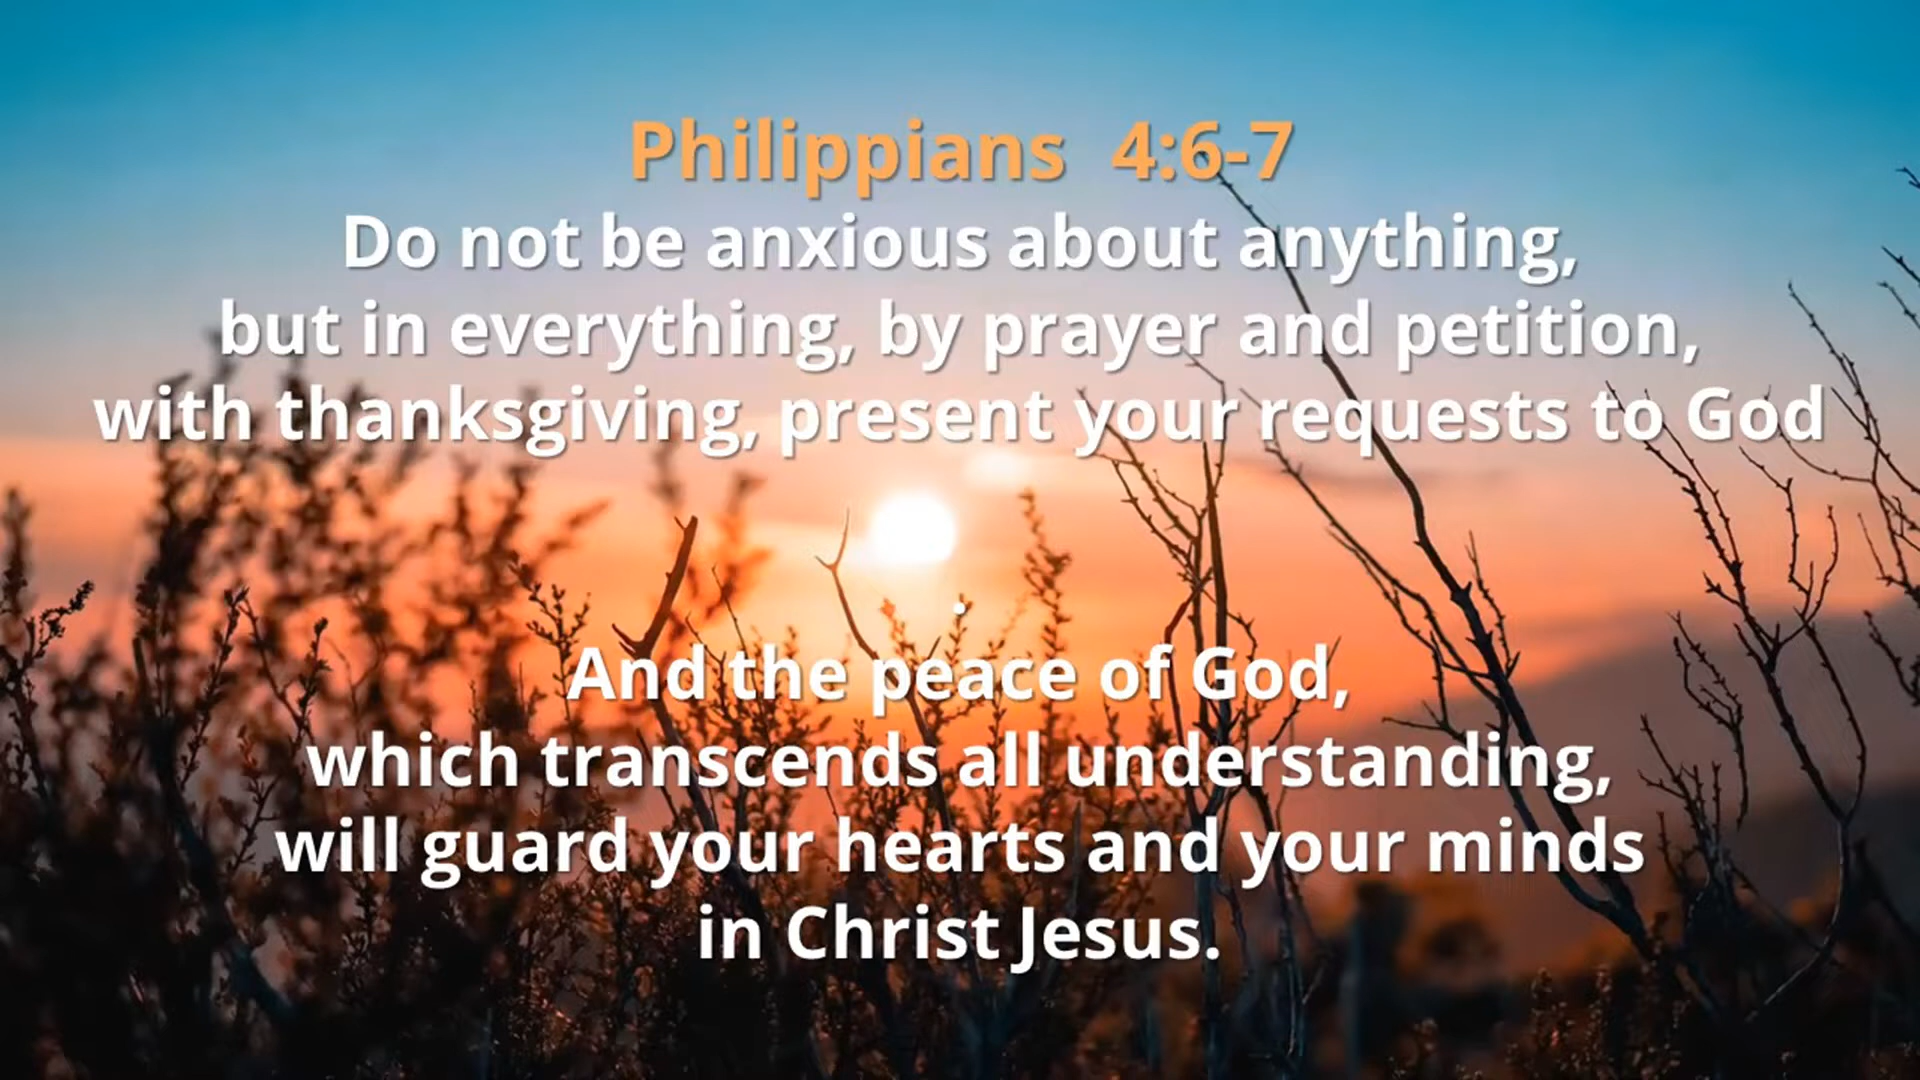 Philippians 4:6-7
Do not be anxious about anything,
but in everything, by prayer and petition,
with thanksgiving, present your requests to God
.
And the peace of God,
which transcends all understanding,
will guard your hearts and your minds
in Christ Jesus.